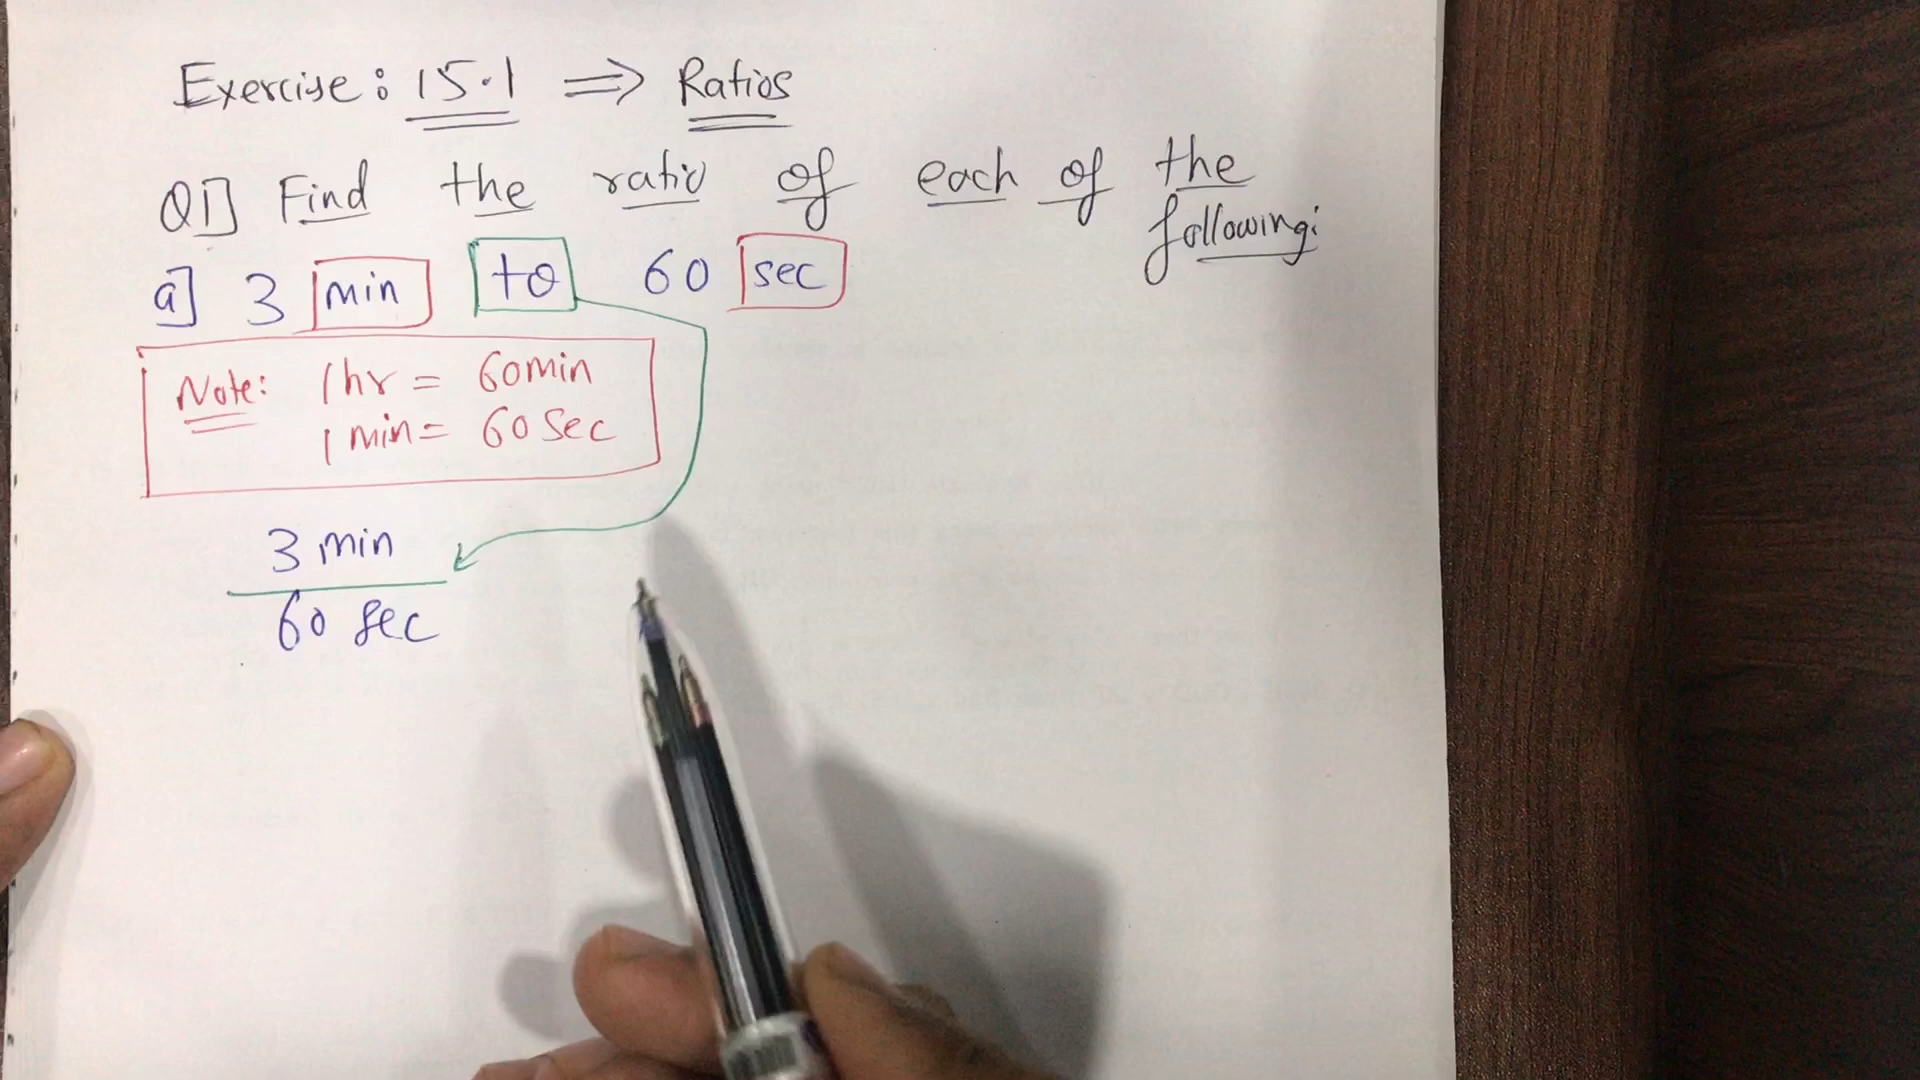 Exercise: 15.1 ⇒ Ratios
Q1] Find the ratio of each of the following:
a] 3 min to 60 sec
Note: 1hr = 60min
1 min = 60 Sec
3 min
60 sec